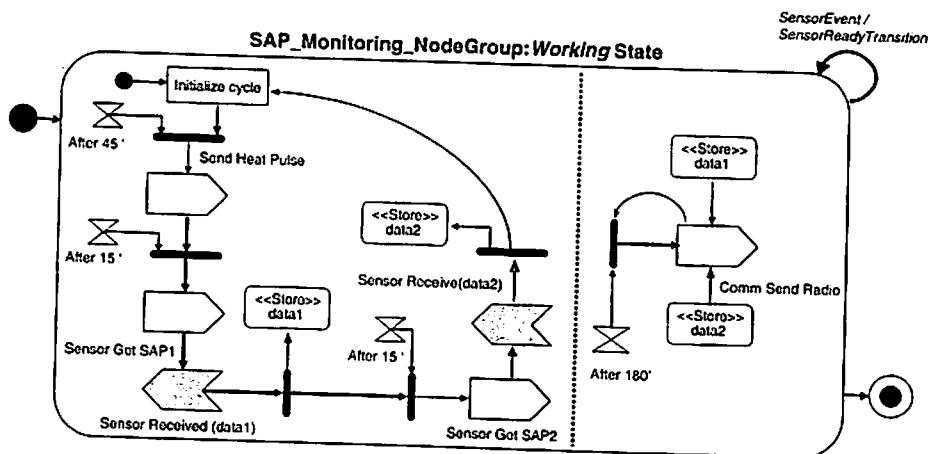 SensorEvent /
SensorReadyTransition
SAP_Monitoring_NodeGroup:Working State
Initialize cycle
After 45 '
Send Heat Pulse
<<Store>>
data1
<<Store>>
data2
After 15 '
Sensor Receive(data2)
Comm Send Radio
<<Store>>
data1
<<Store>>
data2
Sensor Get SAP1
After 15 '
After 180'
Sensor Received (data1)
Sensor Get SAP2